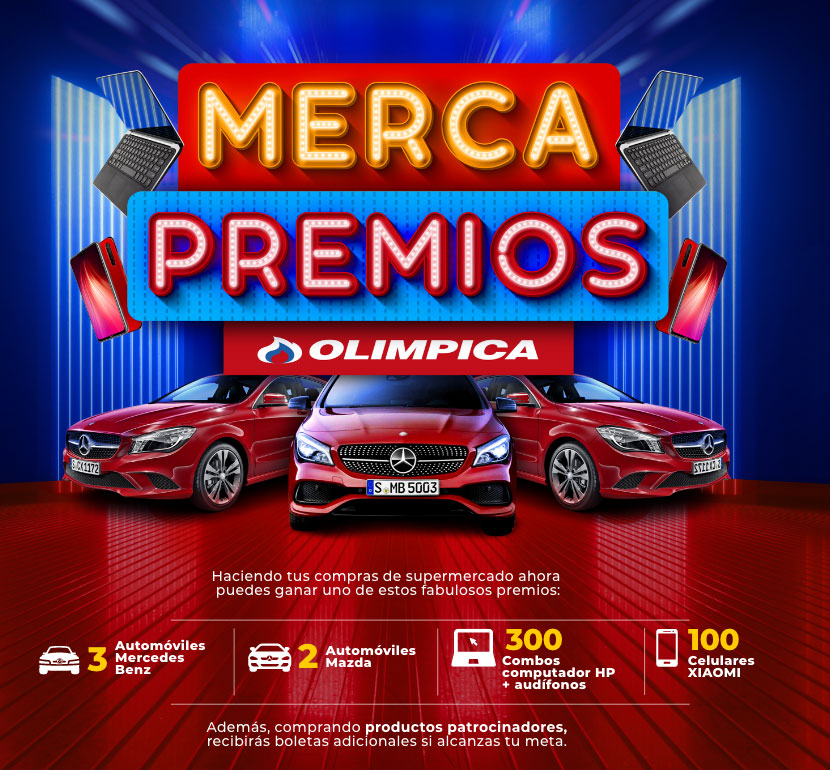 MERCA
PREMIOS
OLIMPICA
S CX1172
S MB 5003
Haciendo tus compras de supermercado ahora
puedes ganar uno de estos fabulosos premios:
3 Automóviles
Mercedes
Benz
2 Automóviles
Mazda
300
Combos
computador HP
+ audífonos
100
Celulares
XIAOMI
Además, comprando productos patrocinadores,
recibirás boletas adicionales si alcanzas tu meta.